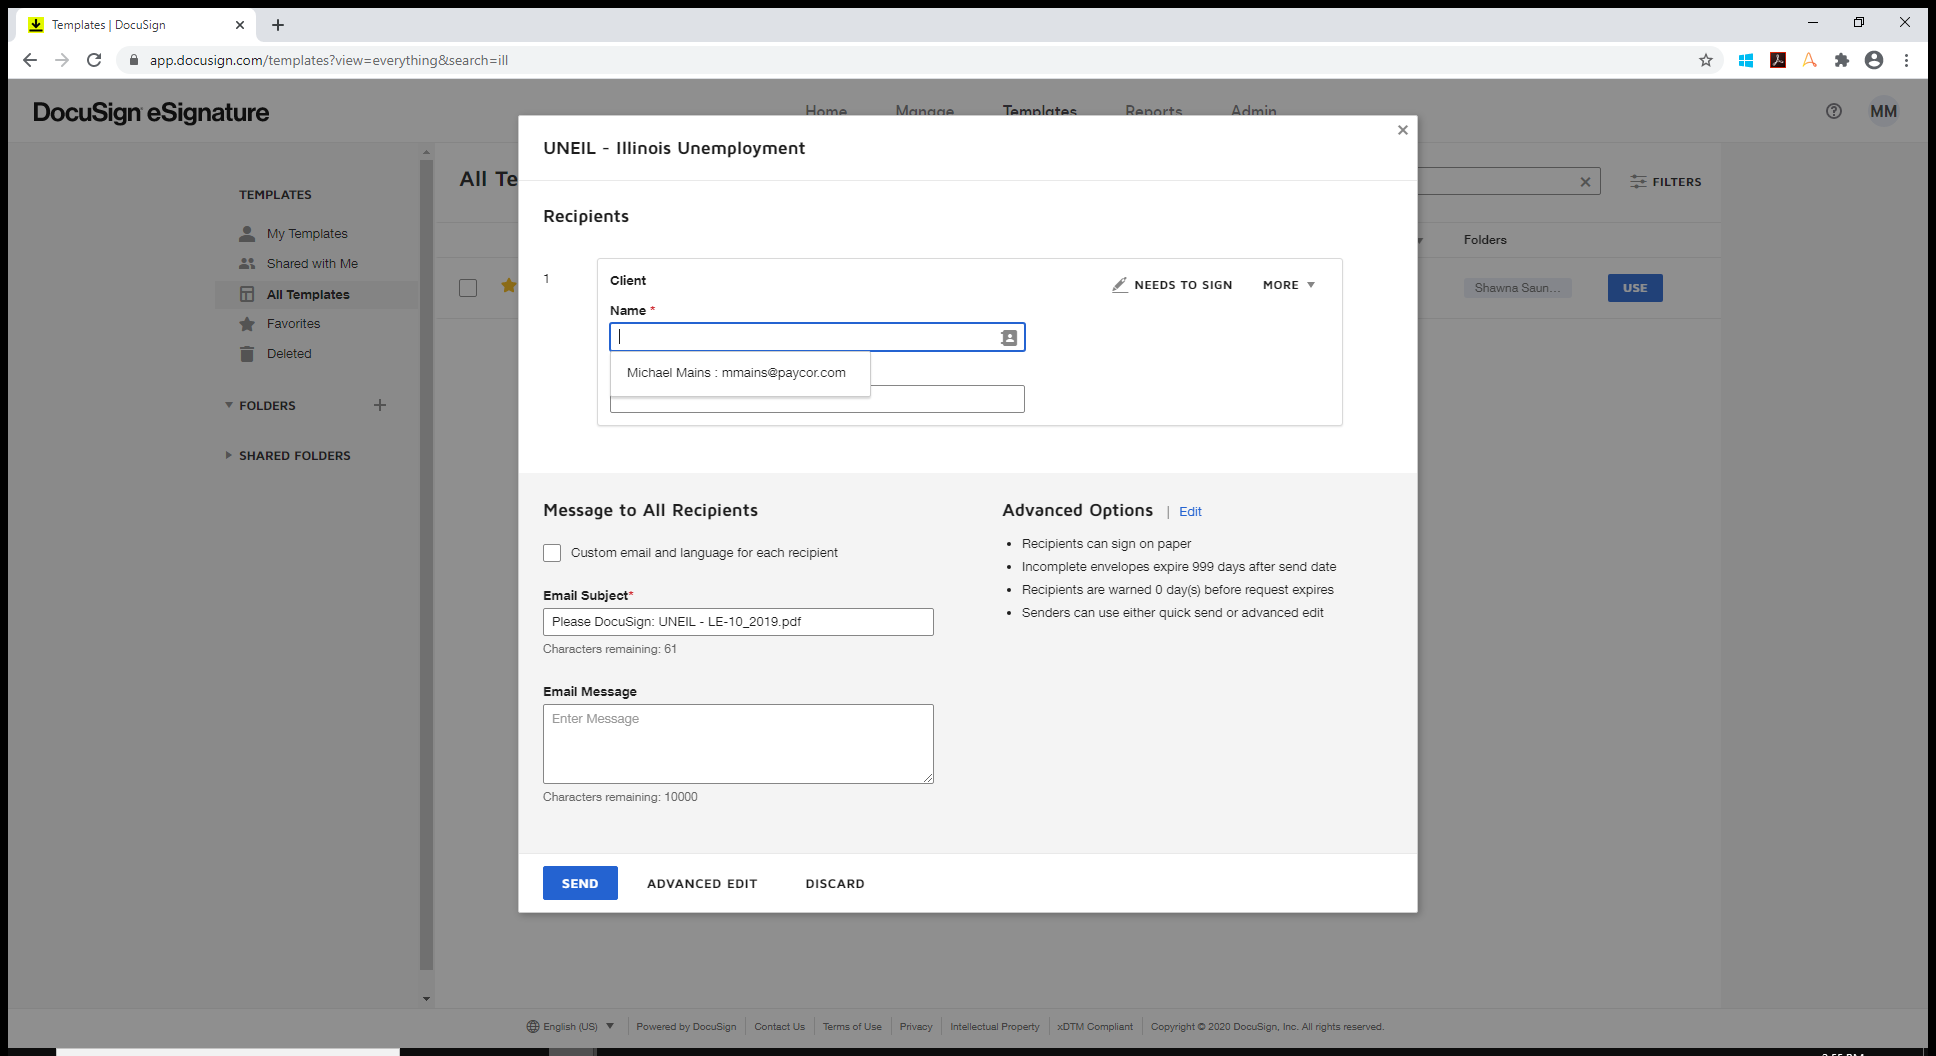 Templates | DocuSign
app.docusign.com/templates?view=everything&search=ill
DocuSign eSignature
Home
Manage
Templates
Reports
Admin
MM
TEMPLATES
My Templates
Shared with Me
All Templates
Favorites
Deleted
FOLDERS
SHARED FOLDERS
All Te
FILTERS
Folders
Shawna Saun...
USE
UNEIL - Illinois Unemployment
Recipients
1
Client
NEEDS TO SIGN
MORE
Name *
Michael Mains : mmains@paycor.com
Message to All Recipients
Custom email and language for each recipient
Email Subject*
Please DocuSign: UNEIL - LE-10_2019.pdf
Characters remaining: 61
Email Message
Enter Message
Characters remaining: 10000
Advanced Options | Edit
• Recipients can sign on paper
• Incomplete envelopes expire 999 days after send date
• Recipients are warned 0 day(s) before request expires
• Senders can use either quick send or advanced edit
SEND
ADVANCED EDIT
DISCARD
English (US)
Powered by DocuSign
Contact Us
Terms of Use
Privacy
Intellectual Property
xDTM Compliant
Copyright © 2020 DocuSign, Inc. All rights reserved.